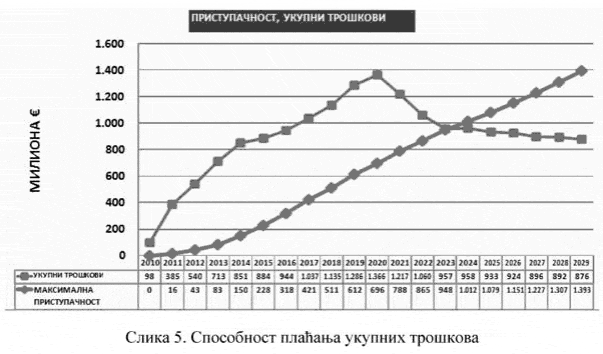 ПРИСТУПАЧНОСТ, УКУПНИ ТРОШКОВИ
1.600
1.400
1.200
1.000
800
600
400
200
0
МИЛИОНА €
2010 2011 2012 2013 2014 2015 2016 2017 2018 2019 2020 2021 2022 2023 2024 2025 2026 2027 2028 2029
УКУПНИ ТРОШКОВИ 98 385 540 713 851 884 944 1.037 1.135 1.286 1.366 1.217 1.060 957 958 933 924 896 892 876
МАКСИМАЛНА ПРИСТУПАЧНОСТ 0 16 43 83 150 228 318 421 511 612 696 788 865 948 1.012 1.079 1.151 1.227 1.307 1.393
Слика 5. Способност плаћања укупних трошкова